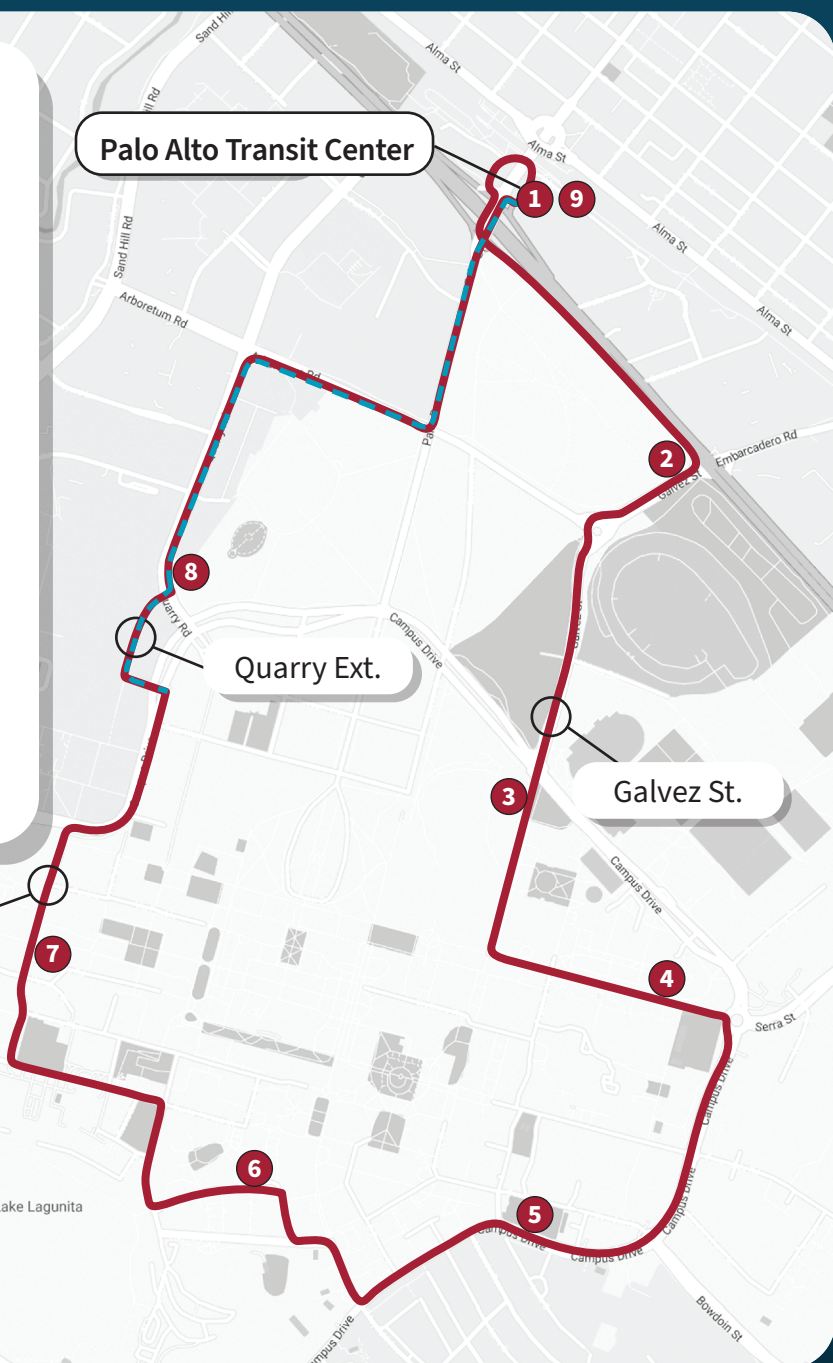 Sand Hill
Alma St
Palo Alto Transit Center
Alma St
1
9
Sand Hill Rd
Alma St
Arboretum Rd
Alma St
Rd
Embarcadero Rd
2
Galvez St
8
Quarry Rd
Campus Drive
Galvez St
Quarry Ext.
Galvez St.
3
Campus Drive
7
4
Serra St
Campus Drive
6
Lake Lagunita
Campus Drive
5
Campus Drive
Campus Drive
Bowdoin St
Campus Drive